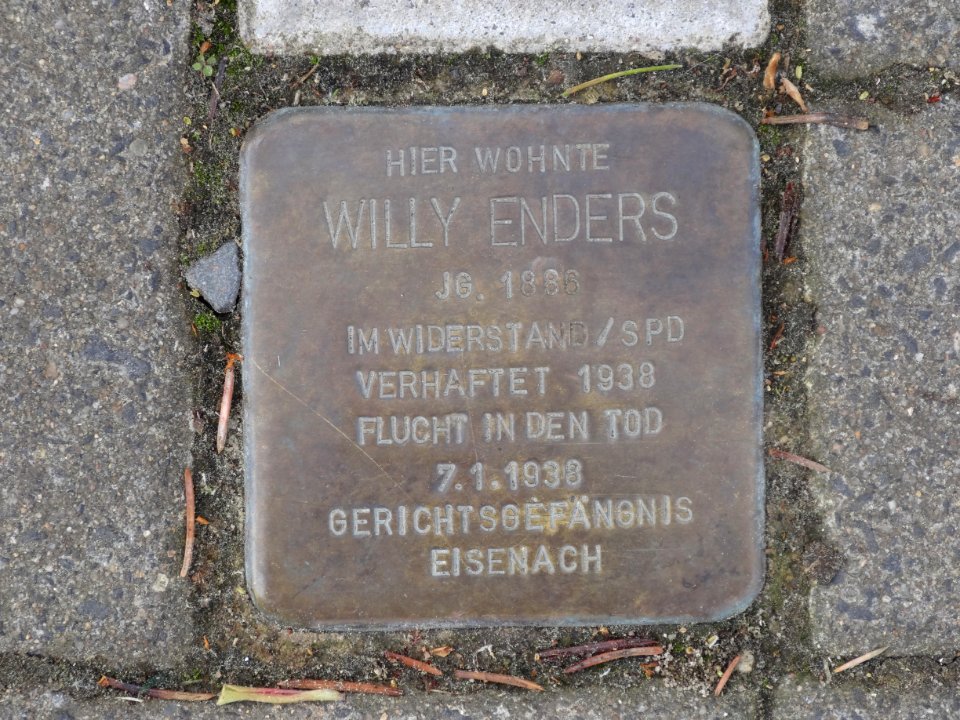 HIER WOHNTE
WILLY ENDERS
JG. 1886
IM WIDERSTAND/SPD
VERHAFTET 1938
FLUCHT IN DEN TOD
7.1.1938
GERICHTSGEFÄNGNIS
EISENACH